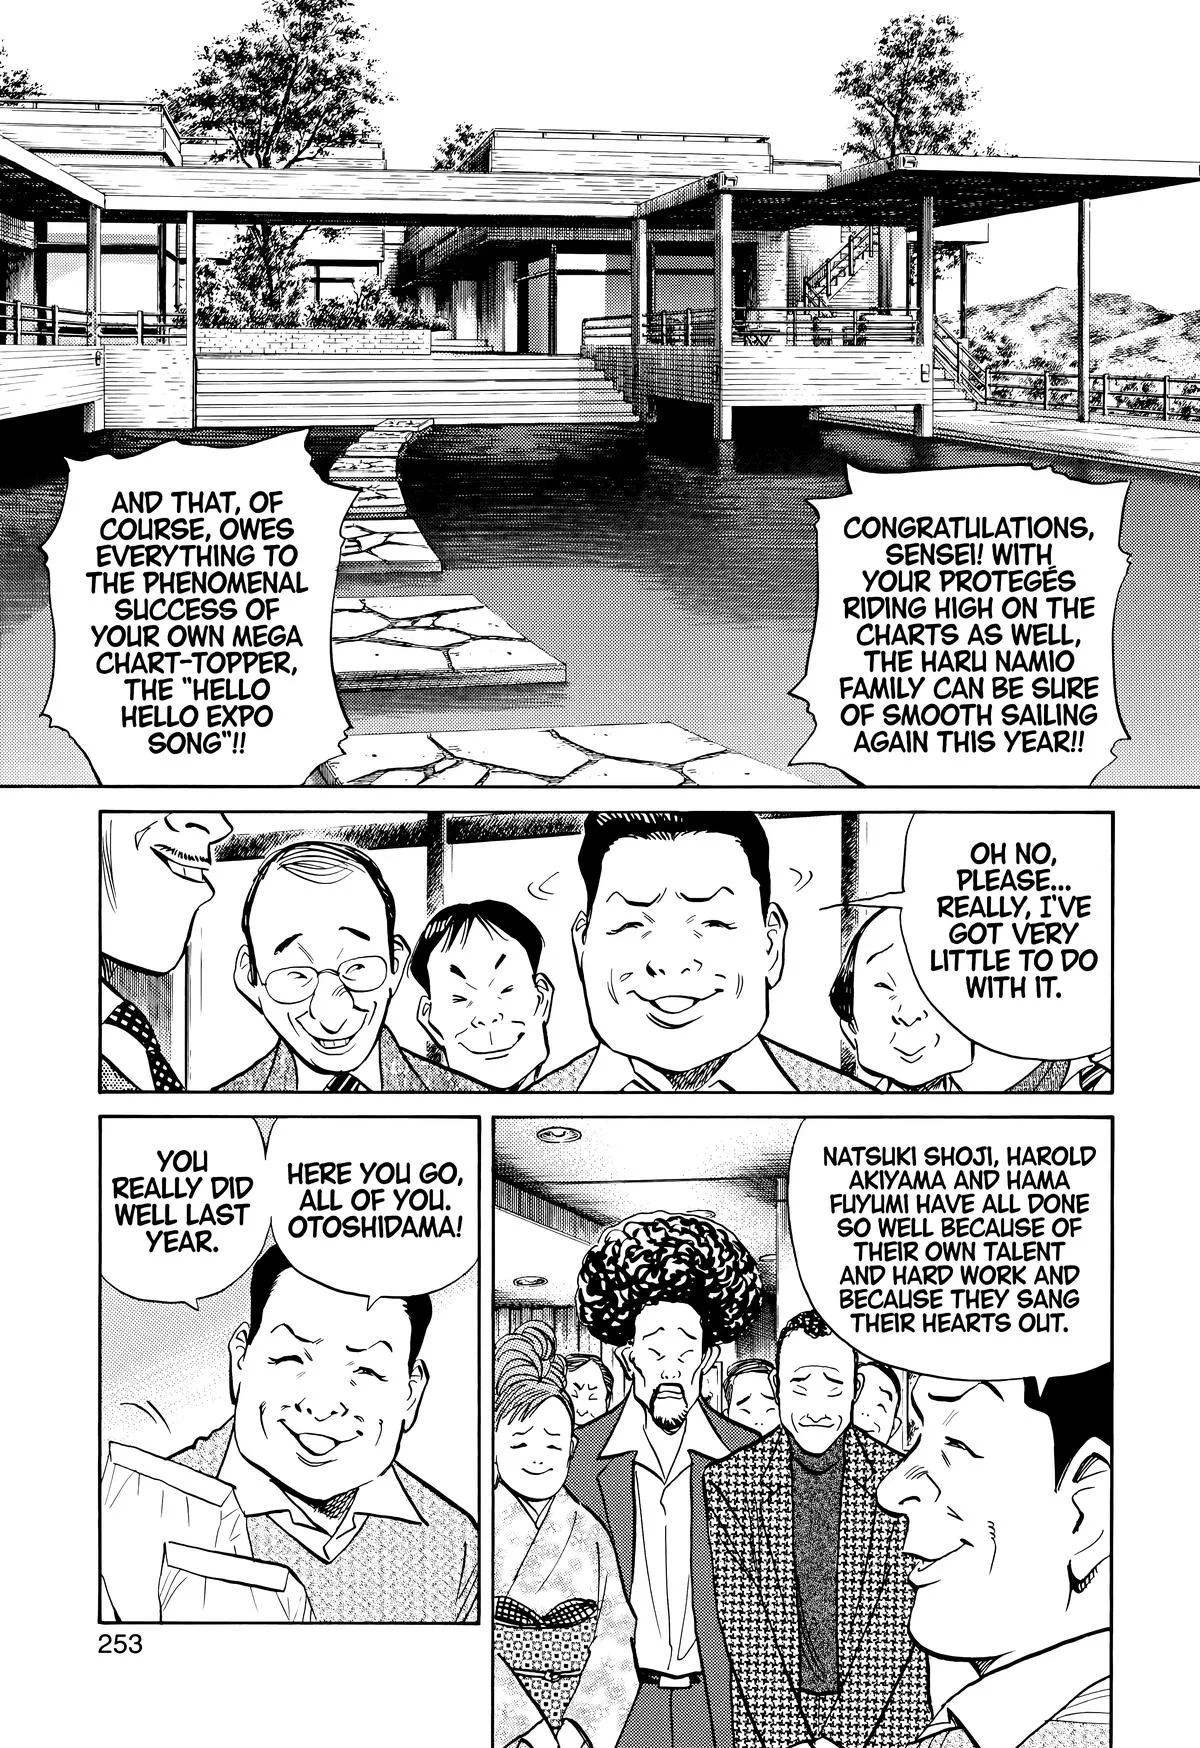 CONGRATULATIONS,
SENSEI! WITH
YOUR PROTEGÉS
RIDING HIGH ON THE
CHARTS AS WELL,
THE HARU NAMIO
FAMILY CAN BE SURE
OF SMOOTH SAILING
AGAIN THIS YEAR!!
AND THAT, OF
COURSE, OWES
EVERYTHING TO
THE PHENOMENAL
SUCCESS OF
YOUR OWN MEGA
CHART-TOPPER,
THE "HELLO
HELLO EXPO
SONG"!!
OH NO,
PLEASE...
REALLY, I'VE
GOT VERY
LITTLE TO DO
WITH IT.
NATSUKI SHOJI, HAROLD
AKIYAMA AND HAMA
FUYUMI HAVE ALL DONE
SO WELL BECAUSE OF
THEIR OWN TALENT
AND HARD WORK AND
BECAUSE THEY SANG
THEIR HEARTS OUT.
HERE YOU GO,
ALL OF YOU.
OTOSHIDAMA!
YOU
REALLY DID
WELL LAST
YEAR.
253